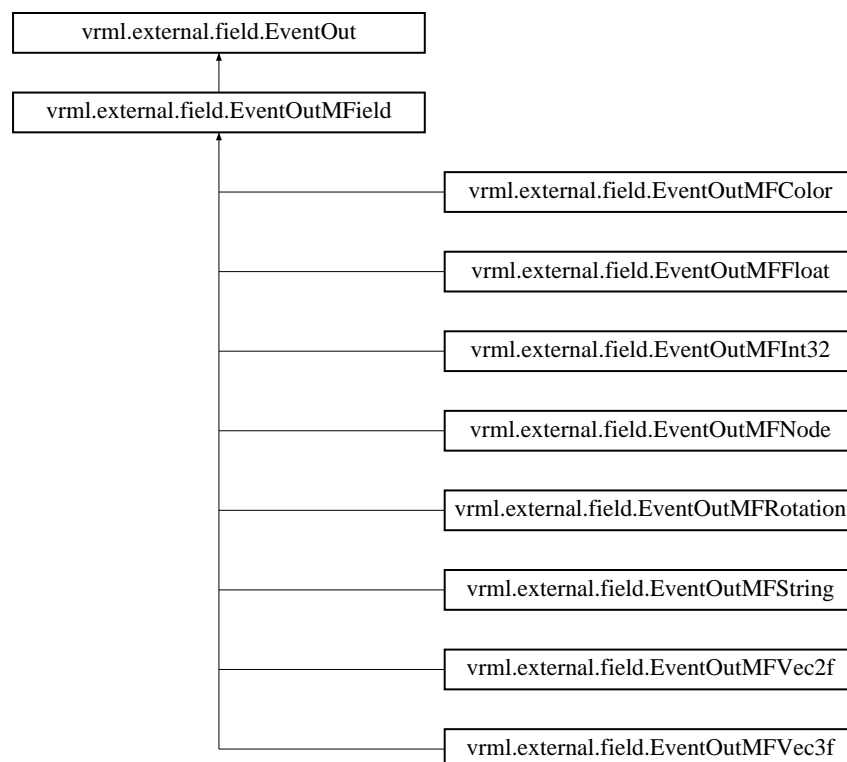 vrml.external.field.EventOut
vrml.external.field.EventOutMField
vrml.external.field.EventOutMFColor
vrml.external.field.EventOutMFFloat
vrml.external.field.EventOutMFInt32
vrml.external.field.EventOutMFNode
vrml.external.field.EventOutMFRotation
vrml.external.field.EventOutMFString
vrml.external.field.EventOutMFVec2f
vrml.external.field.EventOutMFVec3f